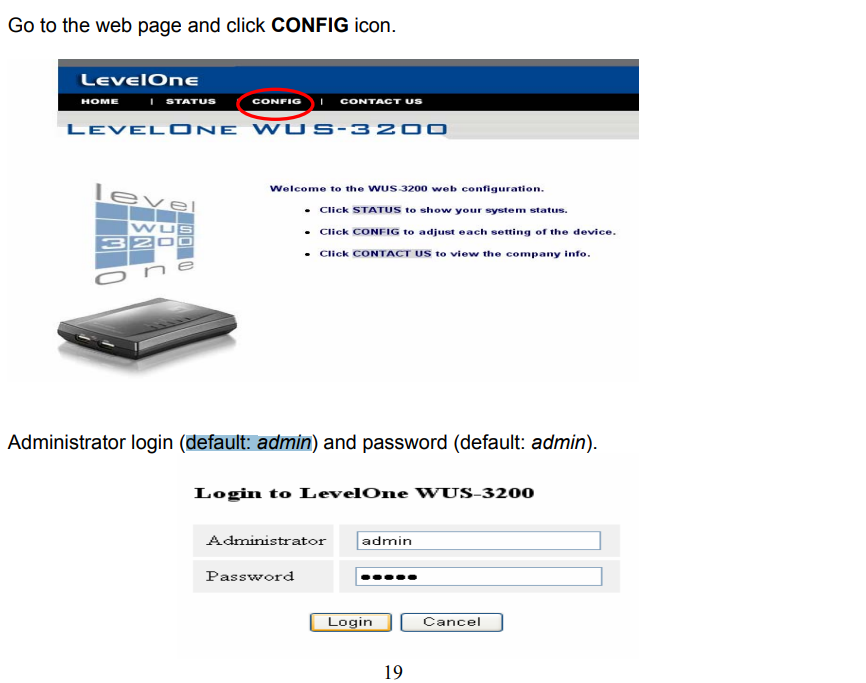 Go to the web page and click CONFIG icon.
LevelOne
HOME | STATUS CONFIG | CONTACT US
LEVELONE WUS-3200
Welcome to the WUS-3200 web configuration.
• Click STATUS to show your system status.
• Click CONFIG to adjust each setting of the device.
• Click CONTACT US to view the company info.
level
WUS
3200
one
Administrator login (default: admin) and password (default: admin).
Login to LevelOne WUS-3200
Administrator admin
Password •••••
Login Cancel
19